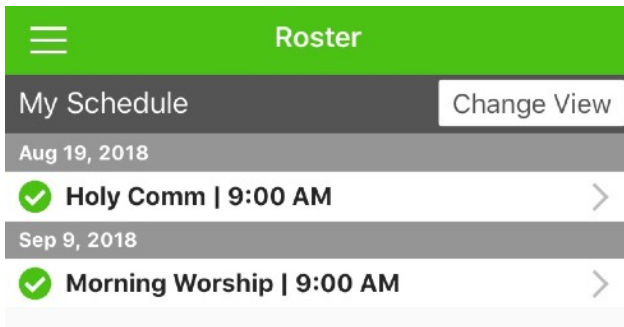 Roster
My Schedule Change View
Aug 19, 2018
Holy Comm | 9:00 AM
Sep 9, 2018
Morning Worship | 9:00 AM